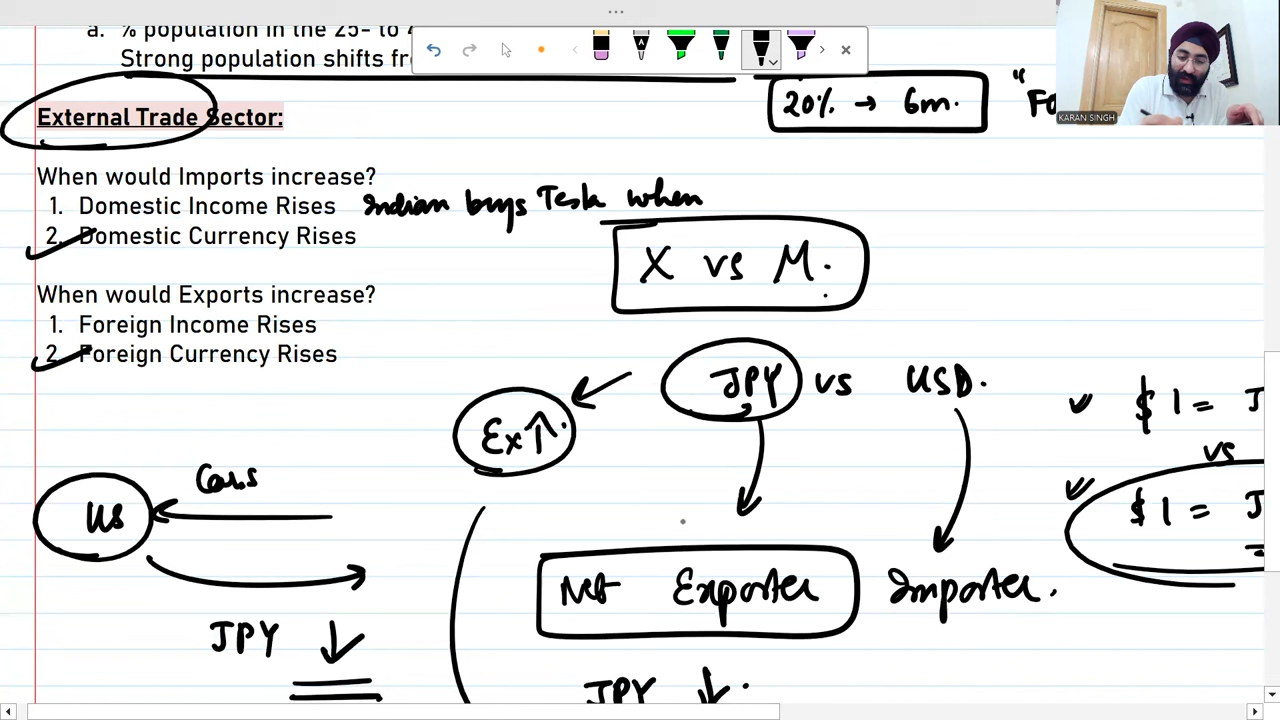 a. % population in the 25- to
Strong population shifts
20% → 6m.
External Trade Sector:
KARAN SINGH
When would Imports increase?
1. Domestic Income Rises
Indian buys Tesla when
2. Domestic Currency Rises
X vs M.
When would Exports increase?
1. Foreign Income Rises
2. Foreign Currency Rises
JPY vs USD.
Ex↑.
$1 = J
vs
$1 = J
Cars
US
Net Exporter
Importer.
JPY ↓
JPY ↓.